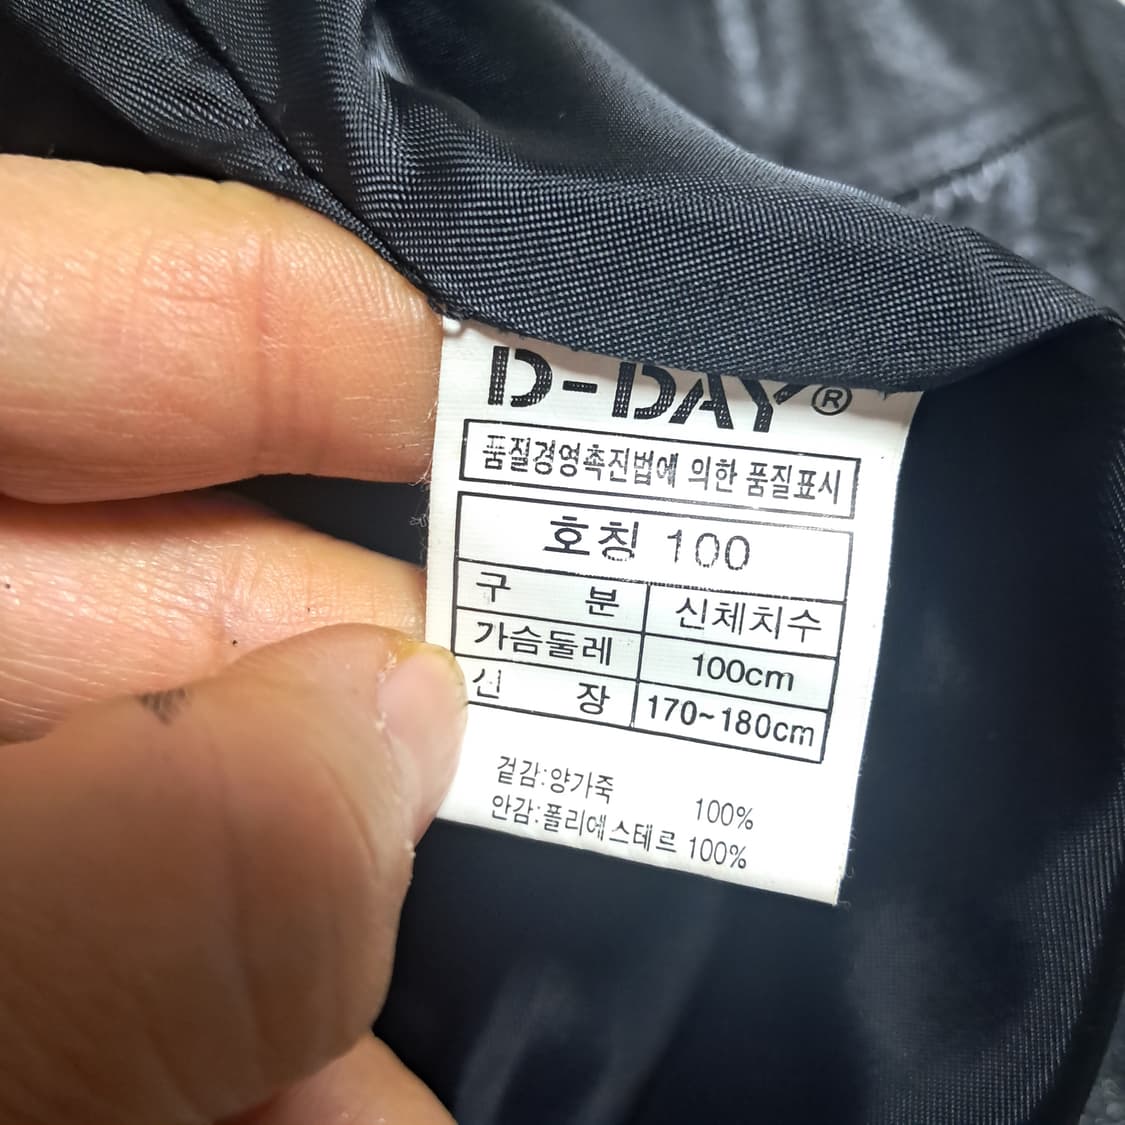 D-DAY®
품질경영촉진법에 의한 품질표시
호칭 100
구 분 신체치수
가슴둘레 100cm
신 장 170~180cm
겉감:양가죽 100%
안감:폴리에스테르 100%